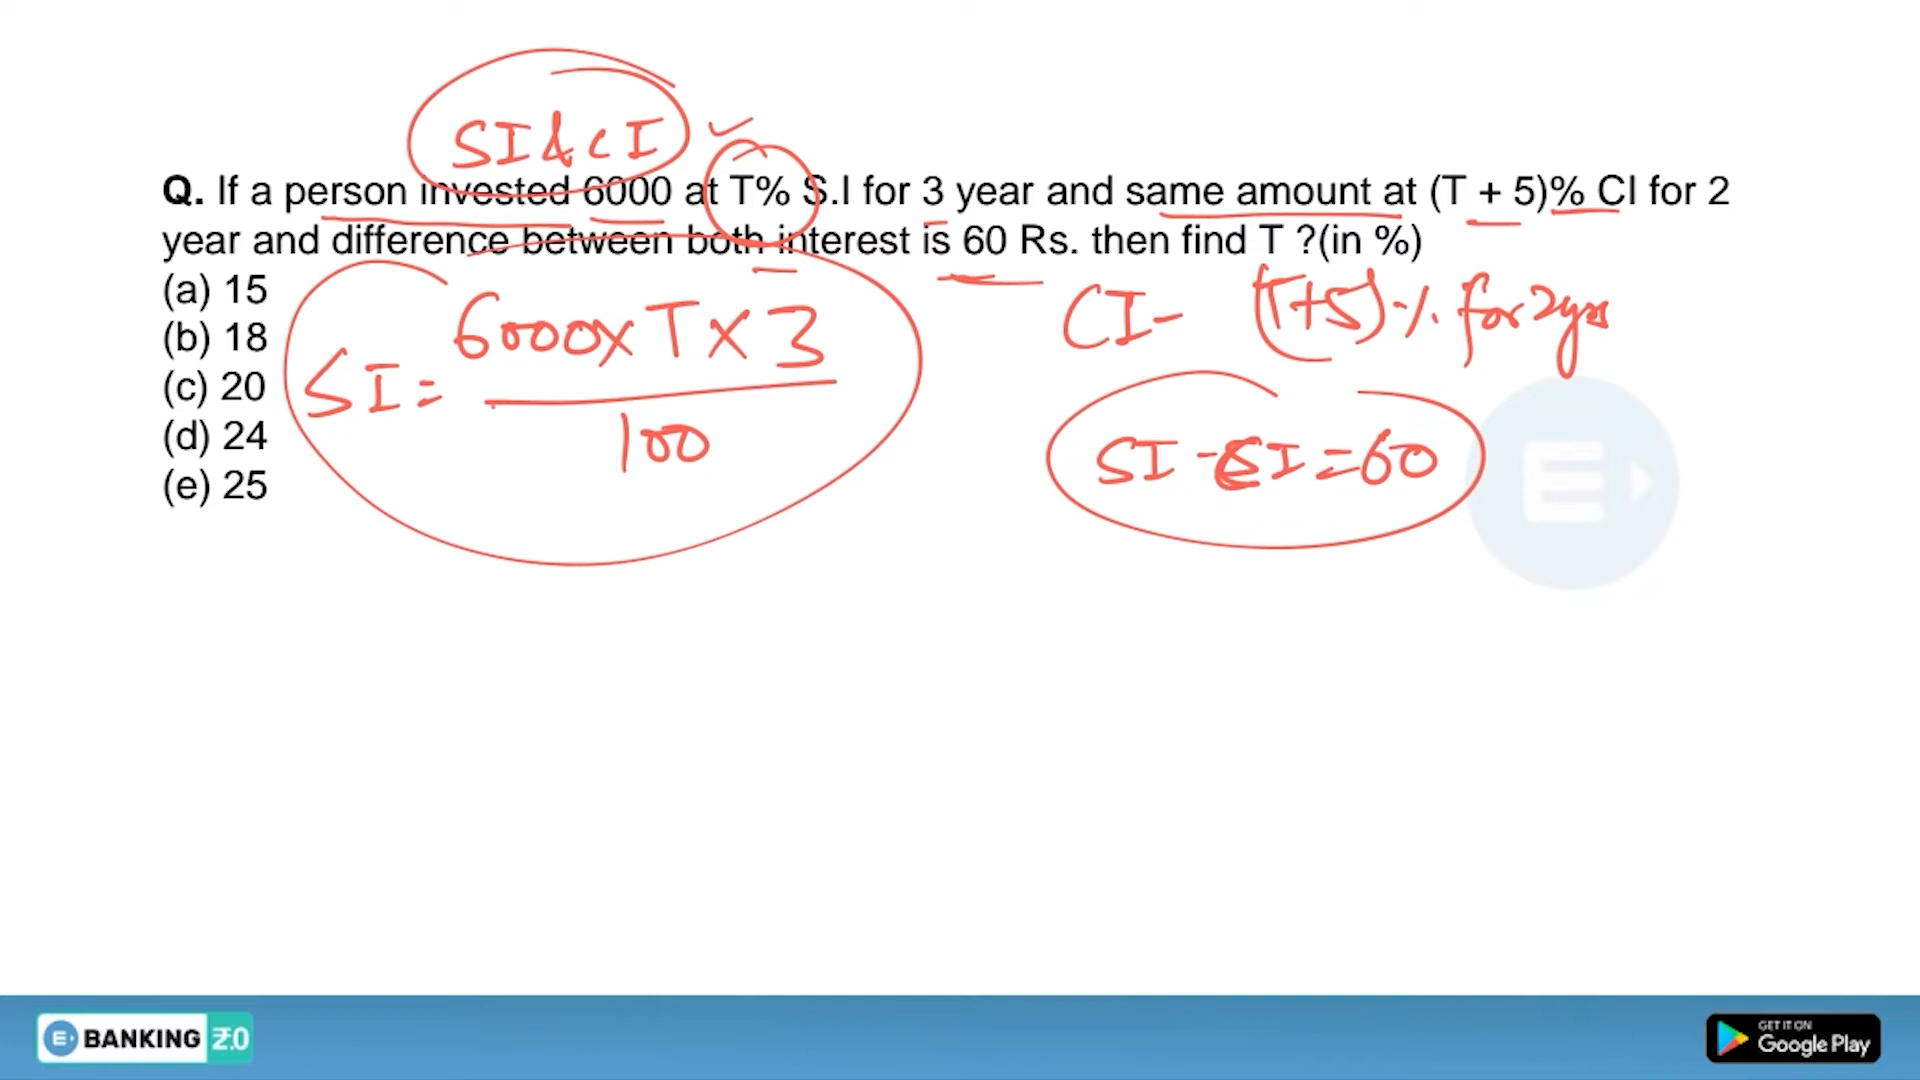 SI & CI
Q. If a person invested 6000 at T% S.I for 3 year and same amount at (T + 5)% CI for 2
year and difference between both interest is 60 Rs. then find T ?(in %)
(a) 15
(b) 18
(c) 20
(d) 24
(e) 25
SI = 6000 x T x 3
100
CI - (T+5) % for 2 yrs
SI - CI = 60
E
E BANKING ₹2.0
GET IT ON
Google Play